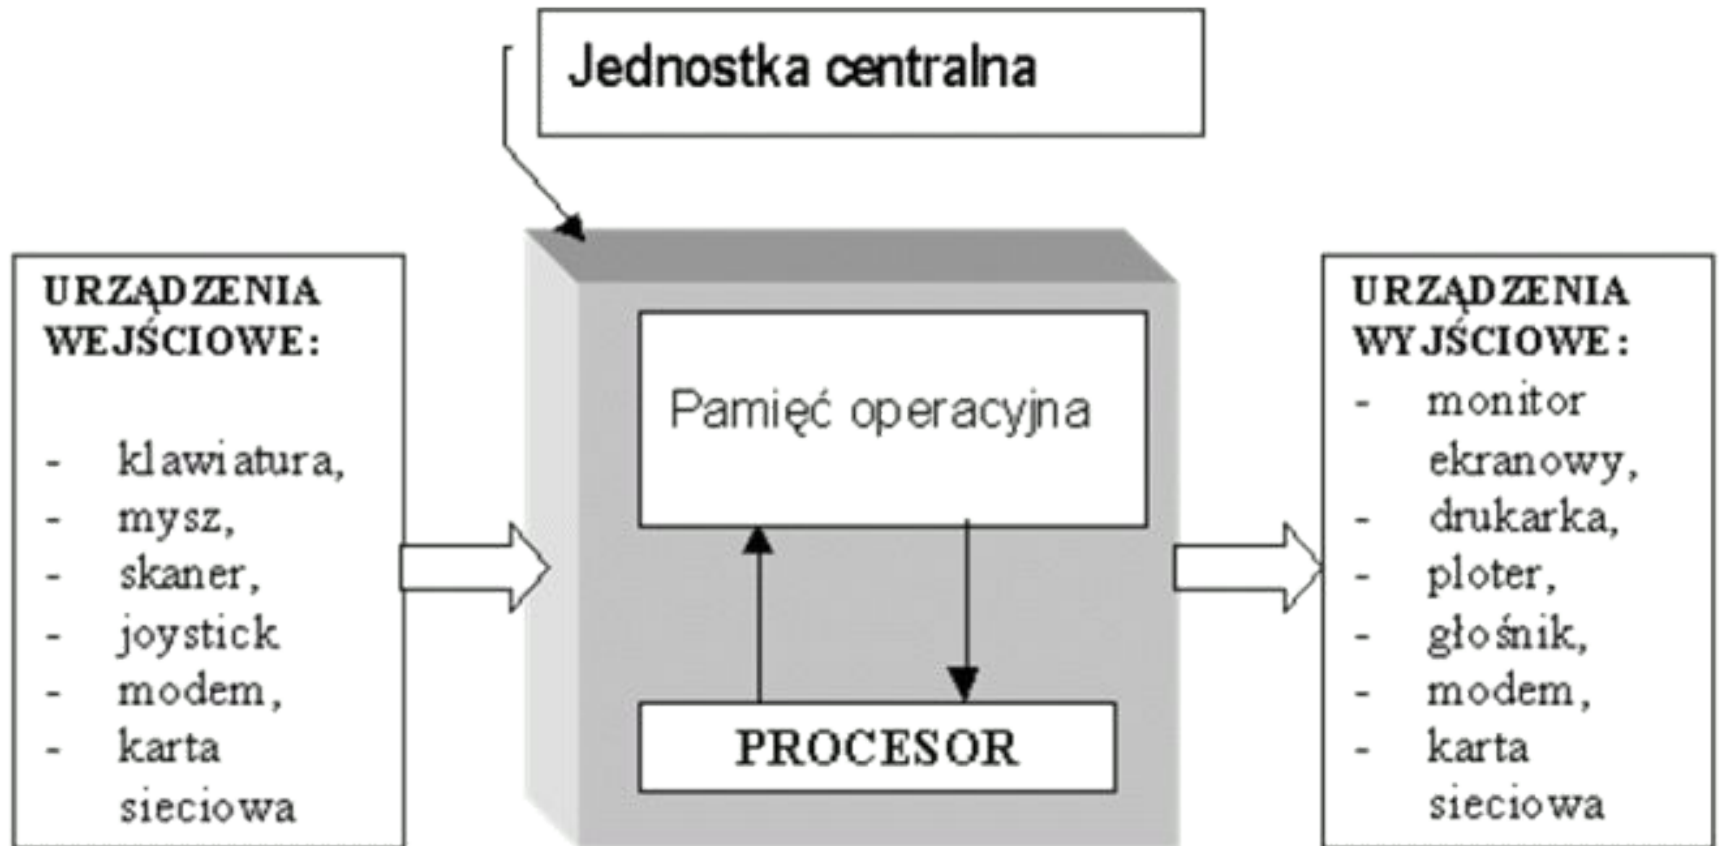 Jednostka centralna
URZĄDZENIA
WEJŚCIOWE:
- klawiatura,
- mysz,
- skaner,
- joystick
- modem,
- karta
sieciowa
Pamięć operacyjna
PROCESOR
URZĄDZENIA
WYJŚCIOWE:
- monitor
ekranowy,
- drukarka,
- ploter,
- głośnik,
- modem,
- karta
sieciowa